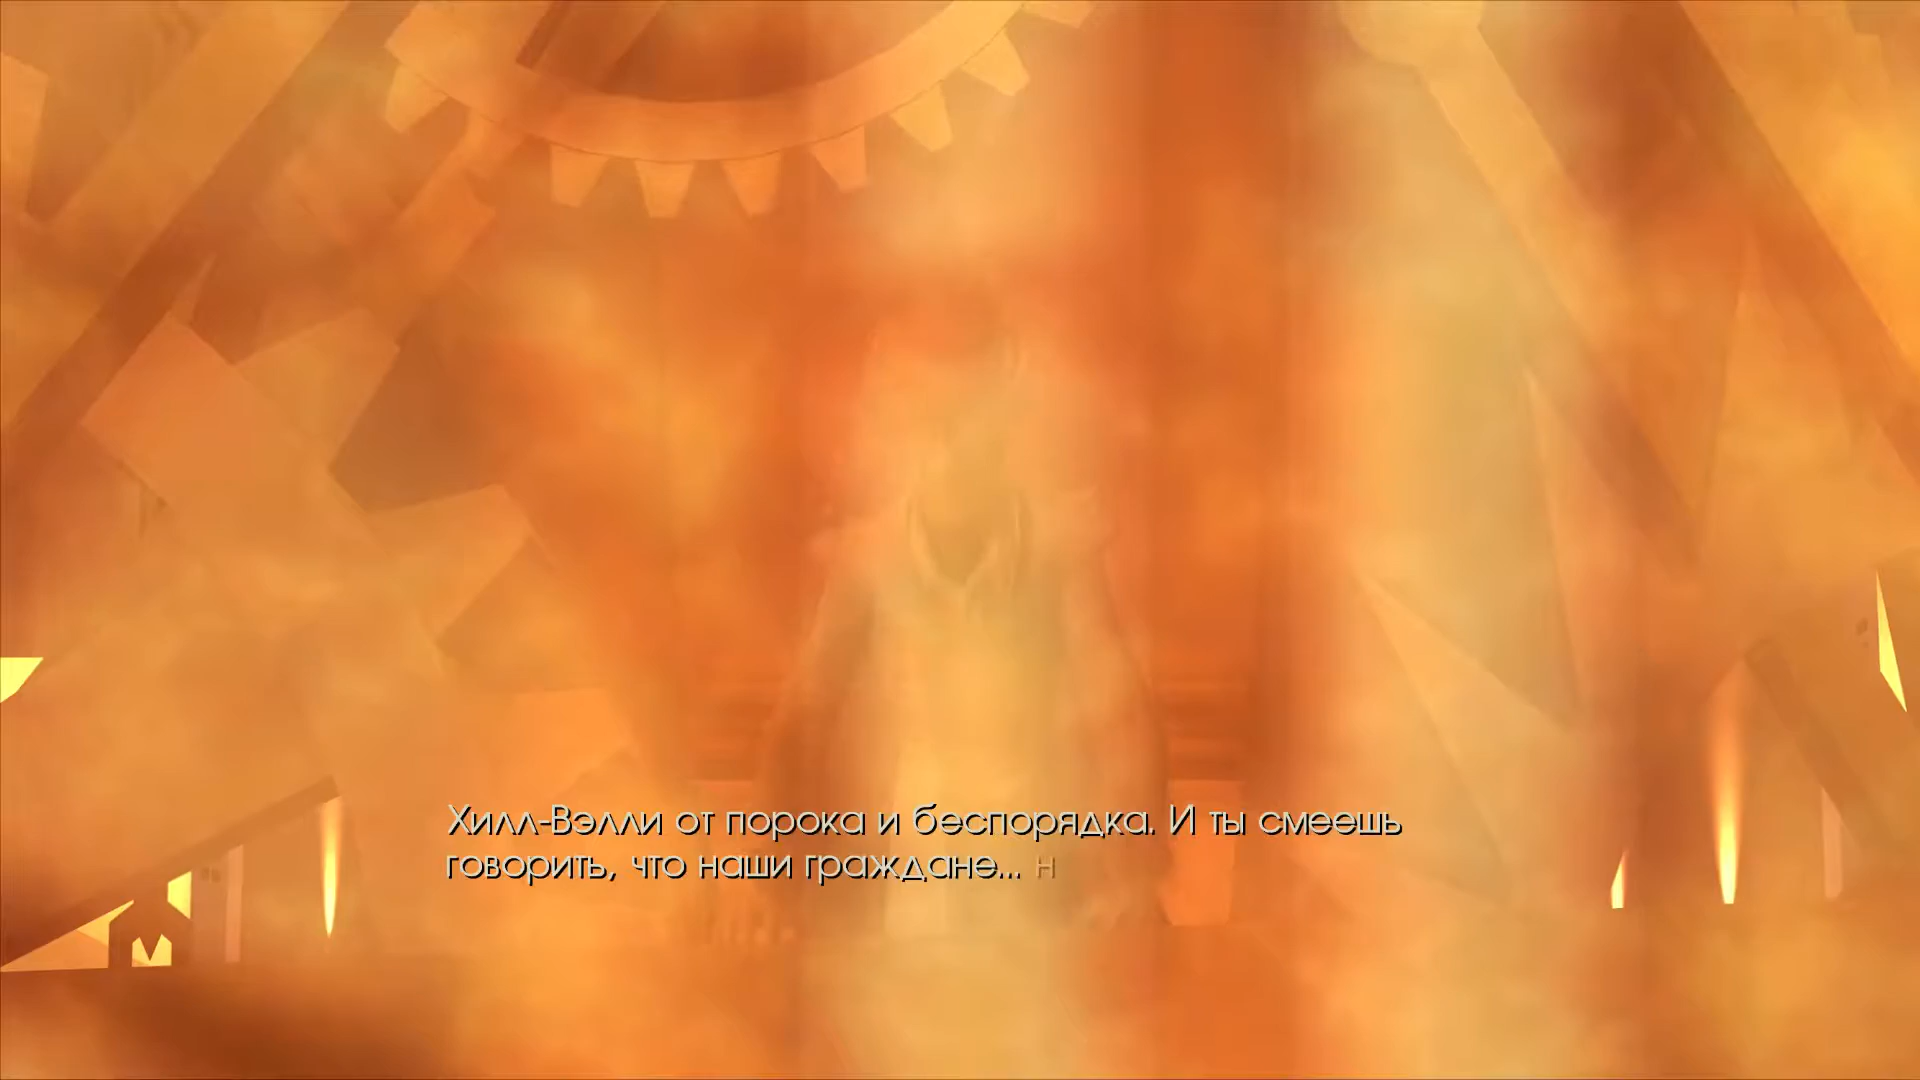 Хилл-Вэлли от порока и беспорядка. И ты смеешь
говорить, что наши граждане... н